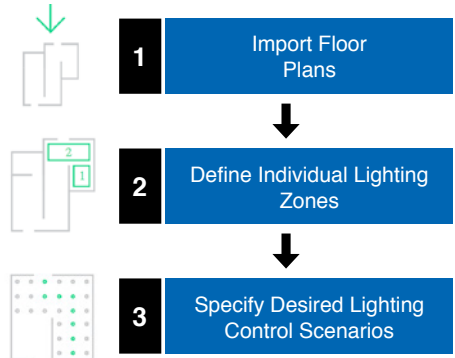 1
Import Floor
Plans
2
1
2
Define Individual Lighting
Zones
3
Specify Desired Lighting
Control Scenarios